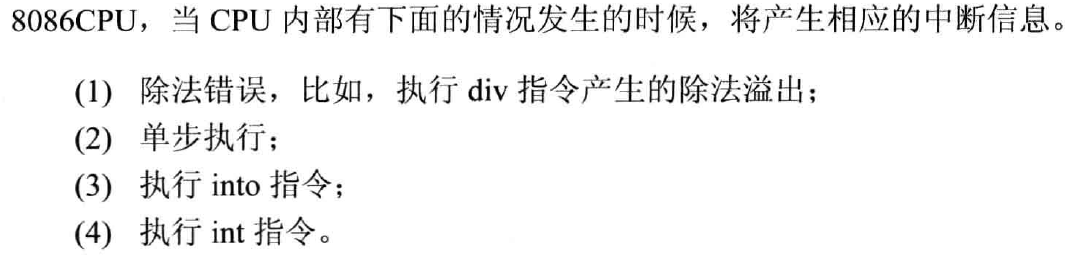 8086CPU，当 CPU 内部有下面的情况发生的时候，将产生相应的中断信息。
(1) 除法错误，比如，执行 div 指令产生的除法溢出；
(2) 单步执行；
(3) 执行 into 指令；
(4) 执行 int 指令。